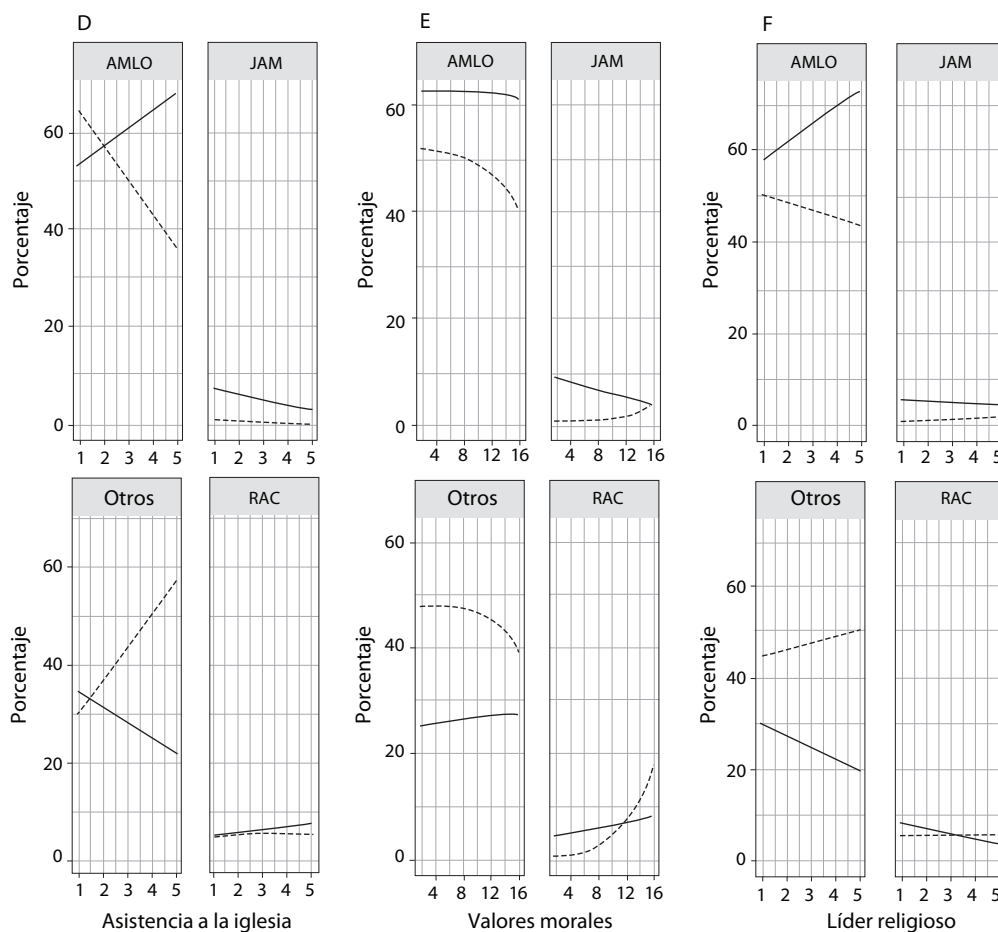 D
AMLO
JAM
Porcentaje
60
40
20
0
1 2 3 4 5
1 2 3 4 5
Otros
RAC
Porcentaje
60
40
20
0
1 2 3 4 5
1 2 3 4 5
Asistencia a la iglesia
E
AMLO
JAM
Porcentaje
60
40
20
0
4 8 12 16
4 8 12 16
Otros
RAC
Porcentaje
60
40
20
0
4 8 12 16
4 8 12 16
Valores morales
F
AMLO
JAM
Porcentaje
60
40
20
0
1 2 3 4 5
1 2 3 4 5
Otros
RAC
Porcentaje
60
40
20
0
1 2 3 4 5
1 2 3 4 5
Líder religioso